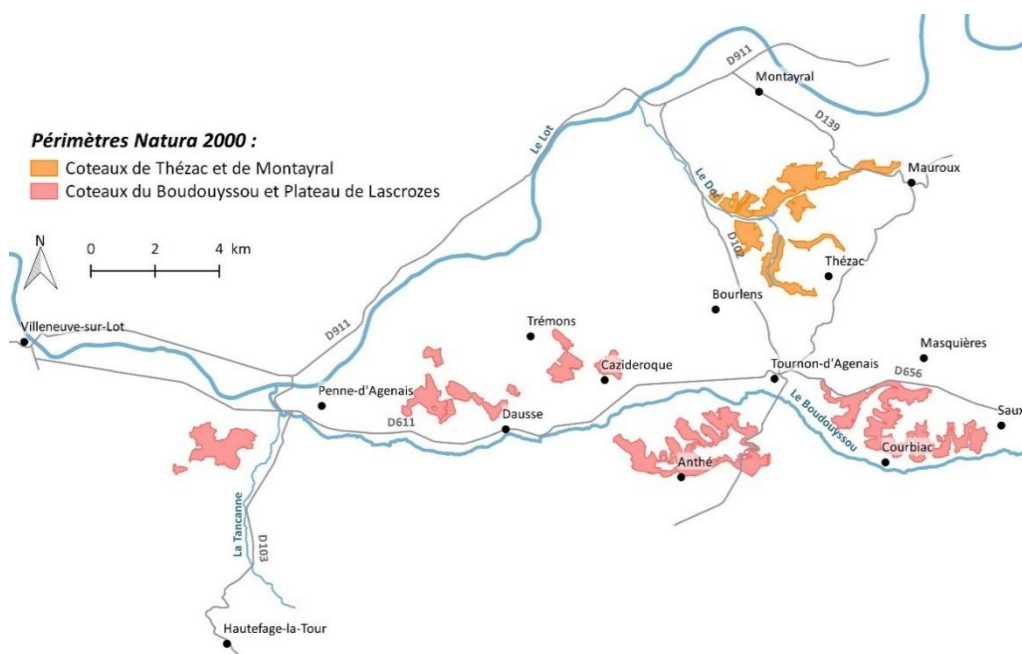 D911
Montayral
D139
Périmètres Natura 2000 :
Coteaux de Thézac et de Montayral
Coteaux du Boudouyssou et Plateau de Lascrozes
Le Lot
Le Dor
Mauroux
N
0 2 4 km
D102
Thézac
Bourlens
Villeneuve-sur-Lot
D911
Trémons
Masquières
Cazideroque
Tournon-d'Agenais
D656
Penne-d'Agenais
Le Boudouyssou
D611
Dausse
Saux
Anthé
Courbiac
La Tancanne
D103
Hautefage-la-Tour